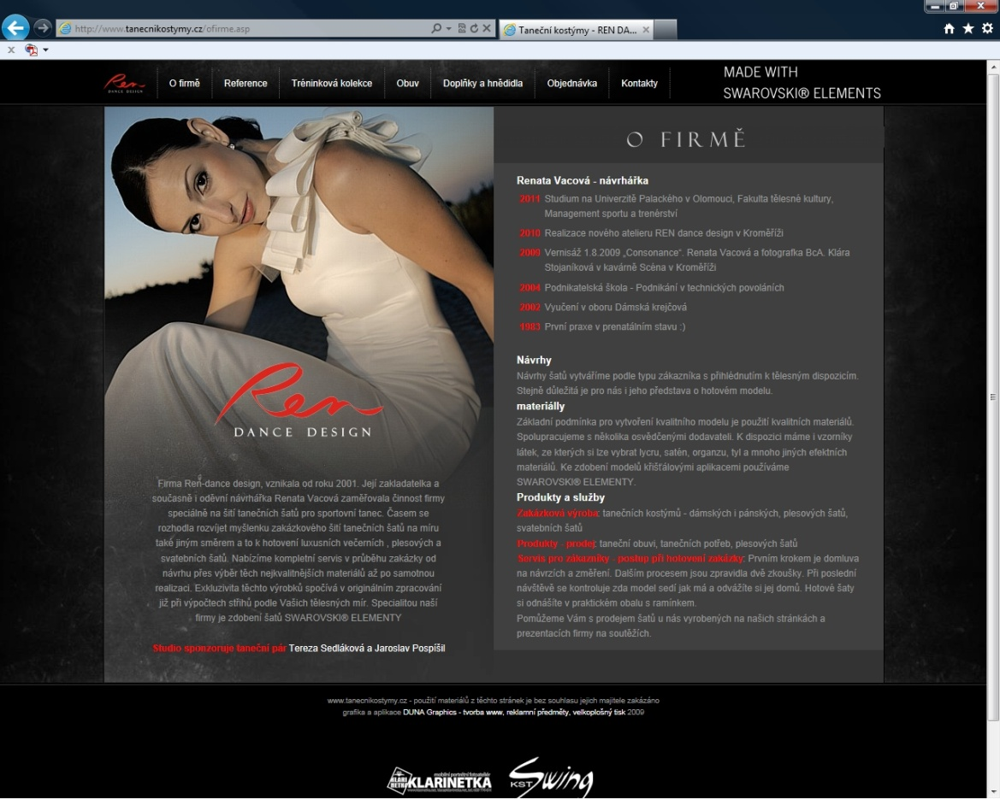 http://www.tanecnikostymy.cz/ofirme.asp
Taneční kostýmy - REN DA...
Ren
DANCE DESIGN
O firmě
Reference
Tréninková kolekce
Obuv
Doplňky a hnědidla
Objednávka
Kontakty
MADE WITH
SWAROVSKI® ELEMENTS
Ren
DANCE DESIGN
Firma Ren-dance design, vznikala od roku 2001. Její zakladatelka a
současně i oděvní návrhářka Renata Vacová zaměřovala činnost firmy
speciálně na šití tanečních šatů pro sportovní tanec. Časem se
rozhodla rozvíjet myšlenku zakázkového šití tanečních šatů na míru
také jiným směrem a to k hotovení luxusních večerních , plesových a
svatebních šatů. Nabízíme kompletní servis v průběhu zakázky od
návrhu přes výběr těch nejkvalitnějších materiálů až po samotnou
realizaci. Exkluzivita těchto výrobků spočívá v originálním zpracování
již při výpočtech střihů podle Vašich tělesných mír. Specialitou naší
firmy je zdobení šatů SWAROVSKI® ELEMENTY
Studio sponzoruje taneční pár Tereza Sedláková a Jaroslav Pospíšil
O FIRMĚ
Renata Vacová - návrhářka
2011 Studium na Univerzitě Palackého v Olomouci, Fakulta tělesné kultury,
Management sportu a trenérství
2010 Realizace nového atelieru REN dance design v Kroměříži
2009 Vernisáž 1.8.2009 „Consonance“. Renata Vacová a fotografka BcA. Klára
Stojaníková v kavárně Scéna v Kroměříži
2004 Podnikatelská škola - Podnikání v technických povoláních
2002 Vyučení v oboru Dámská krejčová
1983 První praxe v prenatálním stavu :)
Návrhy
Návrhy šatů vytváříme podle typu zákazníka s přihlédnutím k tělesným dispozicím.
Stejně důležitá je pro nás i jeho představa o hotovém modelu.
materiálly
Základní podmínka pro vytvoření kvalitního modelu je použití kvalitních materiálů.
Spolupracujeme s několika osvědčenými dodavateli. K dispozici máme i vzorníky
látek, ze kterých si lze vybrat lycru, satén, organzu, tyl a mnoho jiných efektních
materiálů. Ke zdobení modelů křišťálovými aplikacemi používáme
SWAROVSKI® ELEMENTY.
Produkty a služby
Zakázková výroba: tanečních kostýmů - dámských i pánských, plesových šatů,
svatebních šatů
Produkty - prodej: taneční obuvi, tanečních potřeb, plesových šatů
Servis pro zákazníky - postup při hotovení zakázky: Prvním krokem je domluva
na návrzích a změření. Dalším procesem jsou zpravidla dvě zkoušky. Při poslední
návštěvě se kontroluje zda model sedí jak má a odvážíte si jej domů. Hotové šaty
si odnášíte v praktickém obalu s ramínkem.
Pomůžeme Vám s prodejem šatů u nás vyrobených na našich stránkách a
prezentacích firmy na soutěžích.
www.tanecnikostymy.cz - použití materiálů z těchto stránek je bez souhlasu jejich majitele zakázáno
grafika a aplikace DUNA Graphics - tvorba www, reklamní předměty, velkoplošný tisk 2009
mobilní portrétní fotoateliér
KLARINETKA
KST Swing